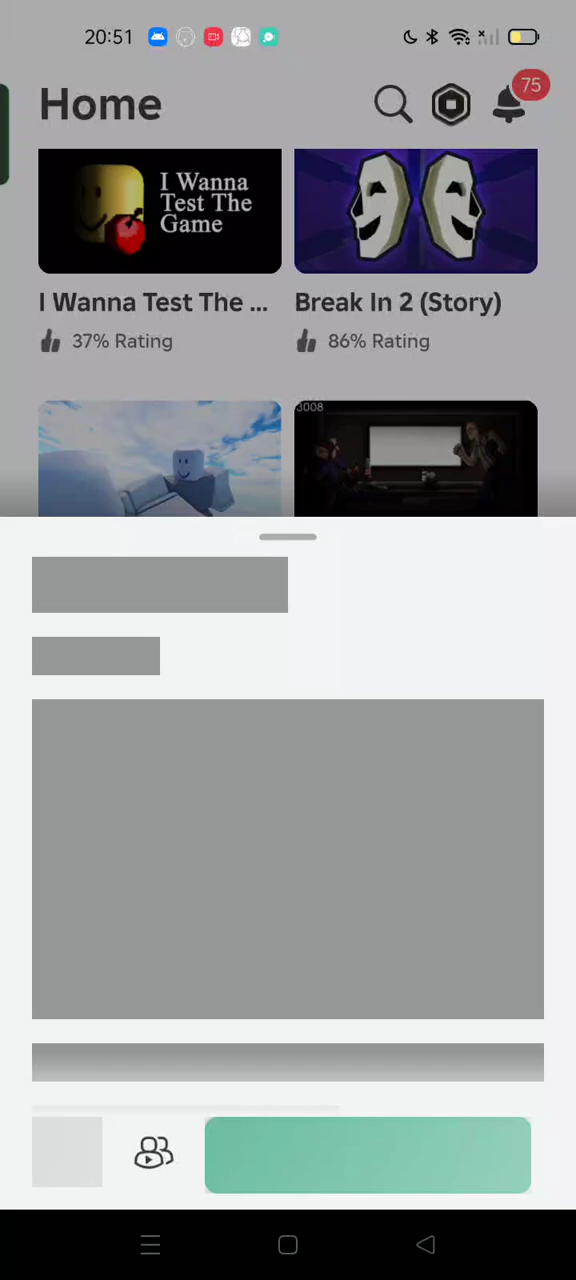 20:51
Home
75
I Wanna
Test The
Game
I Wanna Test The ...
Break In 2 (Story)
37% Rating
86% Rating
3008